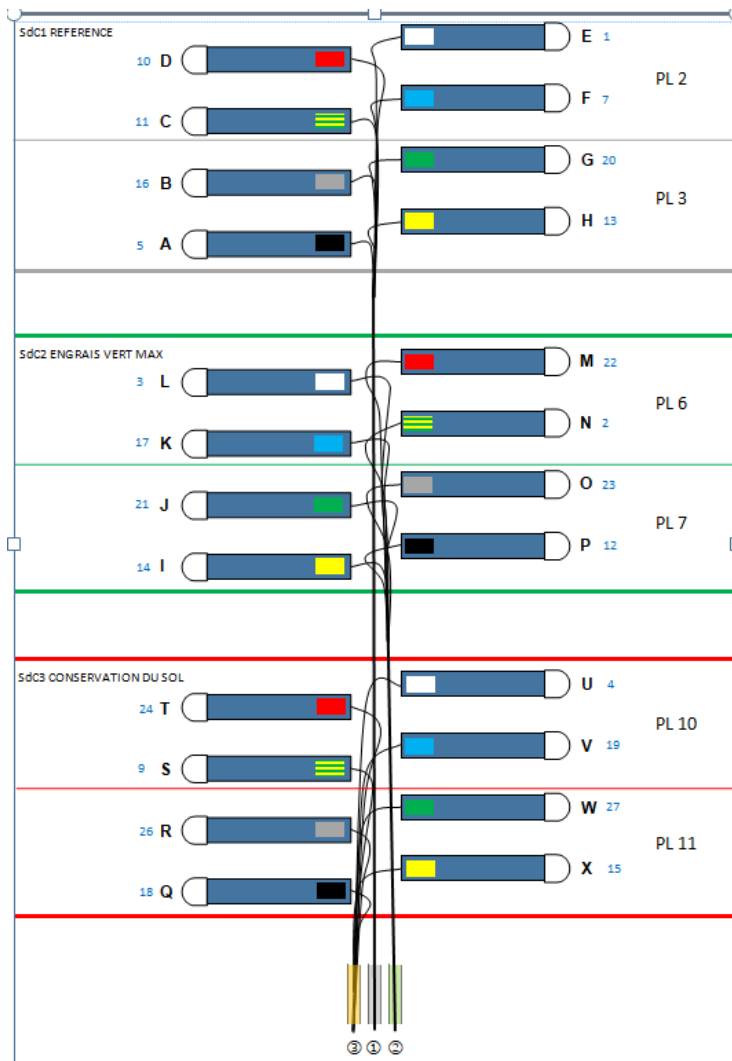 SdC1 REFERENCE
E 1
10 D
PL 2
F 7
11 C
G 20
16 B
PL 3
H 13
5 A
SdC2 ENGRAIS VERT MAX
M 22
3 L
PL 6
N 2
17 K
O 23
21 J
PL 7
P 12
14 I
SdC3 CONSERVATION DU SOL
U 4
24 T
PL 10
V 19
9 S
W 27
26 R
PL 11
X 15
18 Q
③ ① ②